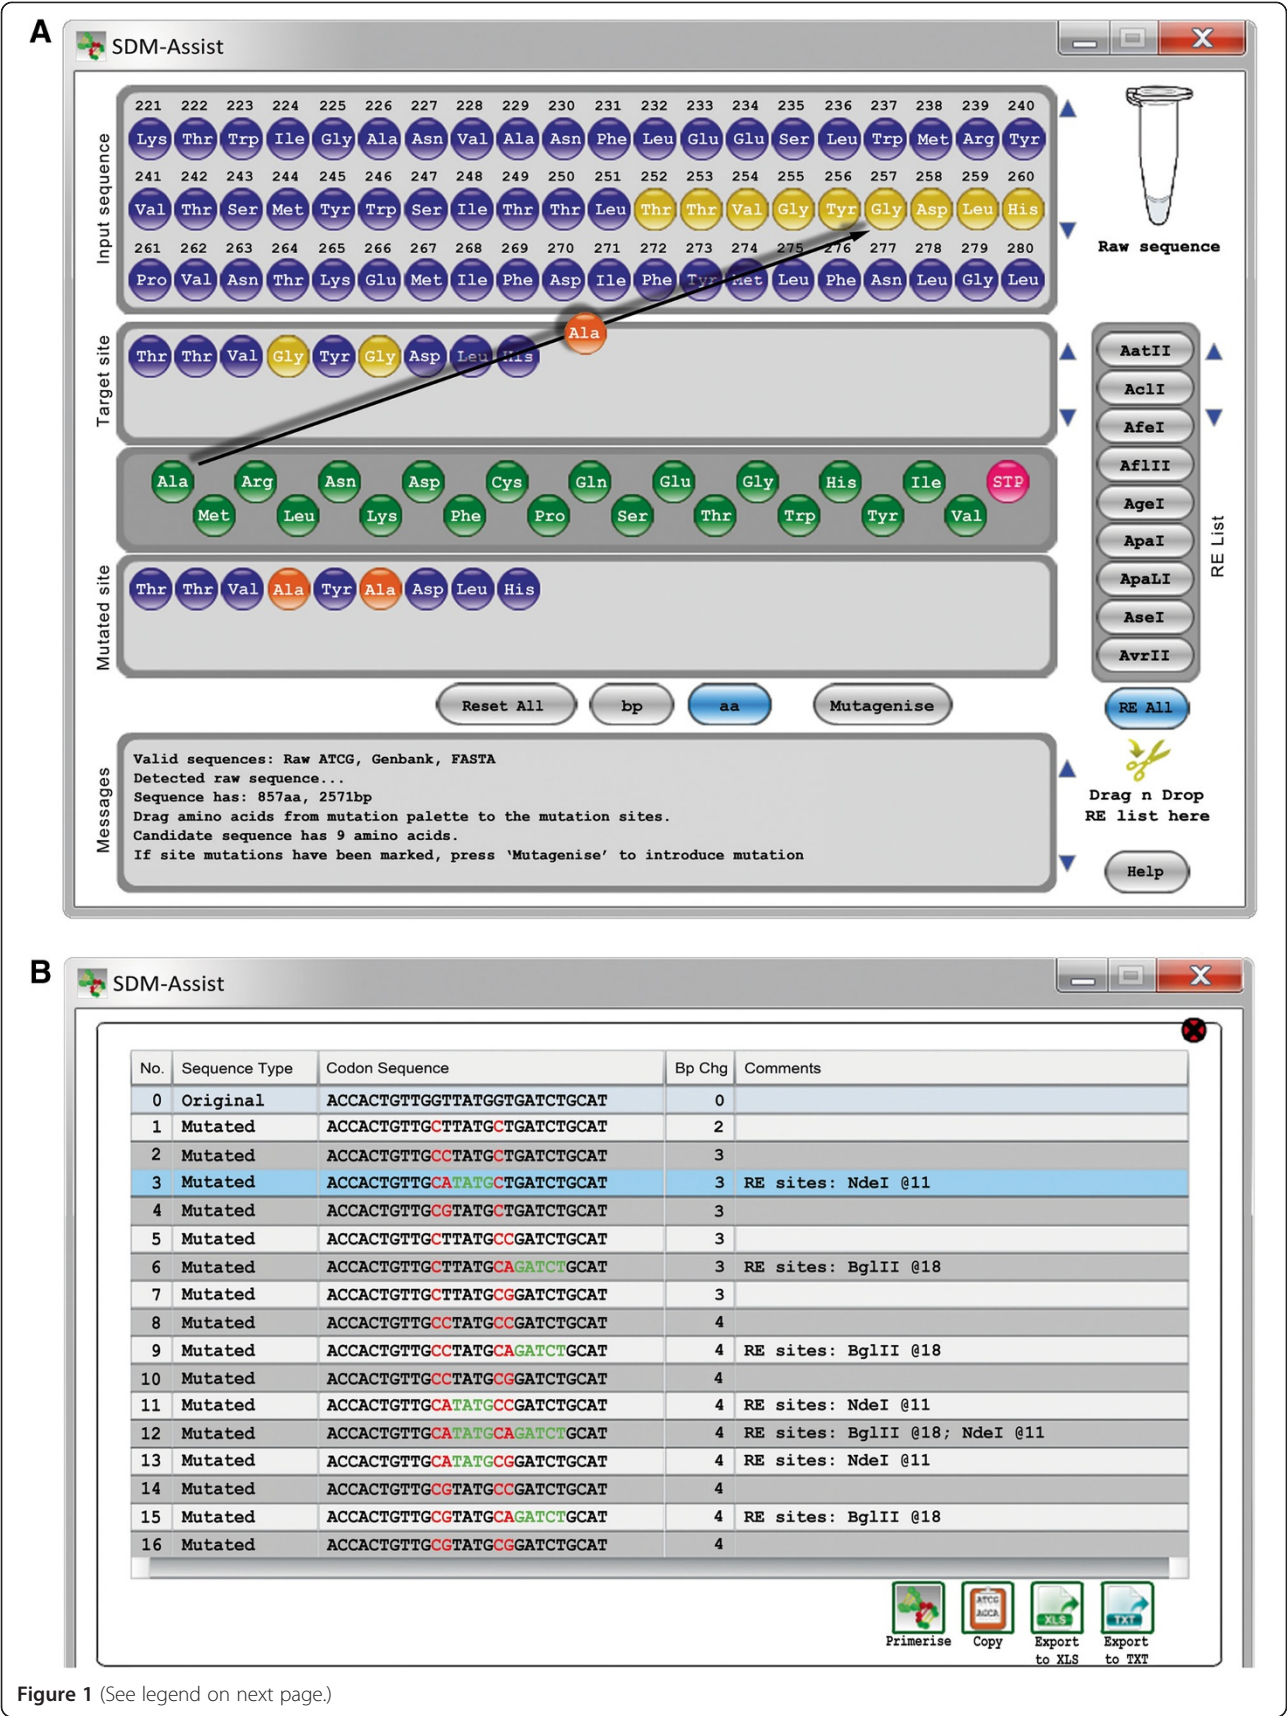 A
SDM-Assist
Input sequence
221 222 223 224 225 226 227 228 229 230 231 232 233 234 235 236 237 238 239 240
Lys Thr Trp Ile Gly Ala Asn Val Ala Asn Phe Leu Glu Glu Ser Leu Trp Met Arg Tyr
241 242 243 244 245 246 247 248 249 250 251 252 253 254 255 256 257 258 259 260
Val Thr Ser Met Tyr Trp Ser Ile Thr Thr Leu Thr Thr Val Gly Tyr Gly Asp Leu His
261 262 263 264 265 266 267 268 269 270 271 272 273 274 275 276 277 278 279 280
Pro Val Asn Thr Lys Glu Met Ile Phe Asp Ile Phe Tyr Met Leu Phe Asn Leu Gly Leu
Raw sequence
Ala
Target site
Thr Thr Val Gly Tyr Gly Asp Leu His
Ala Arg Asn Asp Cys Gln Glu Gly His Ile STP
Met Leu Lys Phe Pro Ser Thr Trp Tyr Val
Mutated site
Thr Thr Val Ala Tyr Ala Asp Leu His
AatII
AclI
AfeI
AflII
AgeI
ApaI
ApaLI
AseI
AvrII
RE List
Reset All bp aa Mutagenise RE All
Messages
Valid sequences: Raw ATCG, Genbank, FASTA
Detected raw sequence...
Sequence has: 857aa, 2571bp
Drag amino acids from mutation palette to the mutation sites.
Candidate sequence has 9 amino acids.
If site mutations have been marked, press ‘Mutagenise’ to introduce mutation
Drag n Drop
RE list here
Help
B
SDM-Assist
No. Sequence Type Codon Sequence Bp Chg Comments
0 Original ACCACTGTTGGTTATGGTGATCTGCAT 0
1 Mutated ACCACTGTTGCTTATGCTGATCTGCAT 2
2 Mutated ACCACTGTTGCCTATGCTGATCTGCAT 3
3 Mutated ACCACTGTTGCATATGCTGATCTGCAT 3 RE sites: NdeI @11
4 Mutated ACCACTGTTGCGTATGCTGATCTGCAT 3
5 Mutated ACCACTGTTGCTTATGCCGATCTGCAT 3
6 Mutated ACCACTGTTGCTTATGCAGATCTGCAT 3 RE sites: BglII @18
7 Mutated ACCACTGTTGCTTATGCGGATCTGCAT 3
8 Mutated ACCACTGTTGCCTATGCCGATCTGCAT 4
9 Mutated ACCACTGTTGCCTATGCAGATCTGCAT 4 RE sites: BglII @18
10 Mutated ACCACTGTTGCCTATGCGGATCTGCAT 4
11 Mutated ACCACTGTTGCATATGCCGATCTGCAT 4 RE sites: NdeI @11
12 Mutated ACCACTGTTGCATATGCAGATCTGCAT 4 RE sites: BglII @18; NdeI @11
13 Mutated ACCACTGTTGCATATGCGGATCTGCAT 4 RE sites: NdeI @11
14 Mutated ACCACTGTTGCGTATGCCGATCTGCAT 4
15 Mutated ACCACTGTTGCGTATGCAGATCTGCAT 4 RE sites: BglII @18
16 Mutated ACCACTGTTGCGTATGCGGATCTGCAT 4
ATCG
AGCA
XLS
TXT
Primerise Copy Export Export
to XLS to TXT
Figure 1 (See legend on next page.)